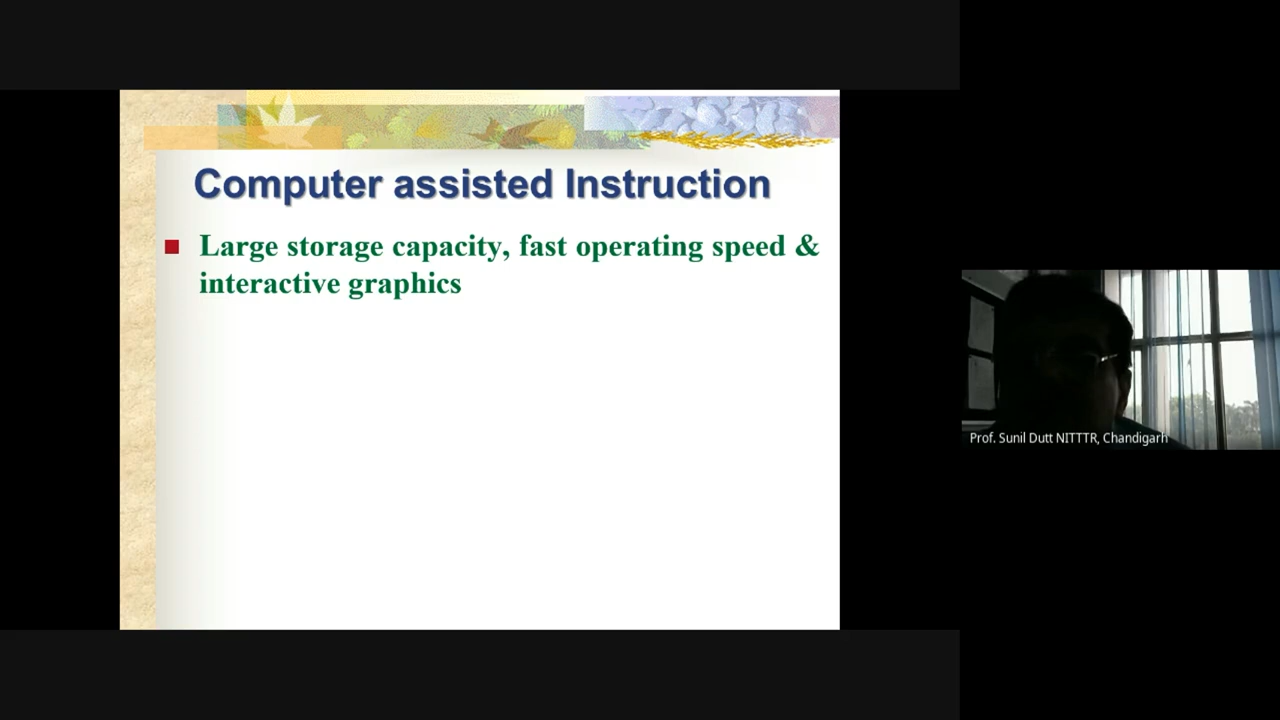 Computer assisted Instruction
Large storage capacity, fast operating speed &
interactive graphics
Prof. Sunil Dutt NITTTR, Chandigarh